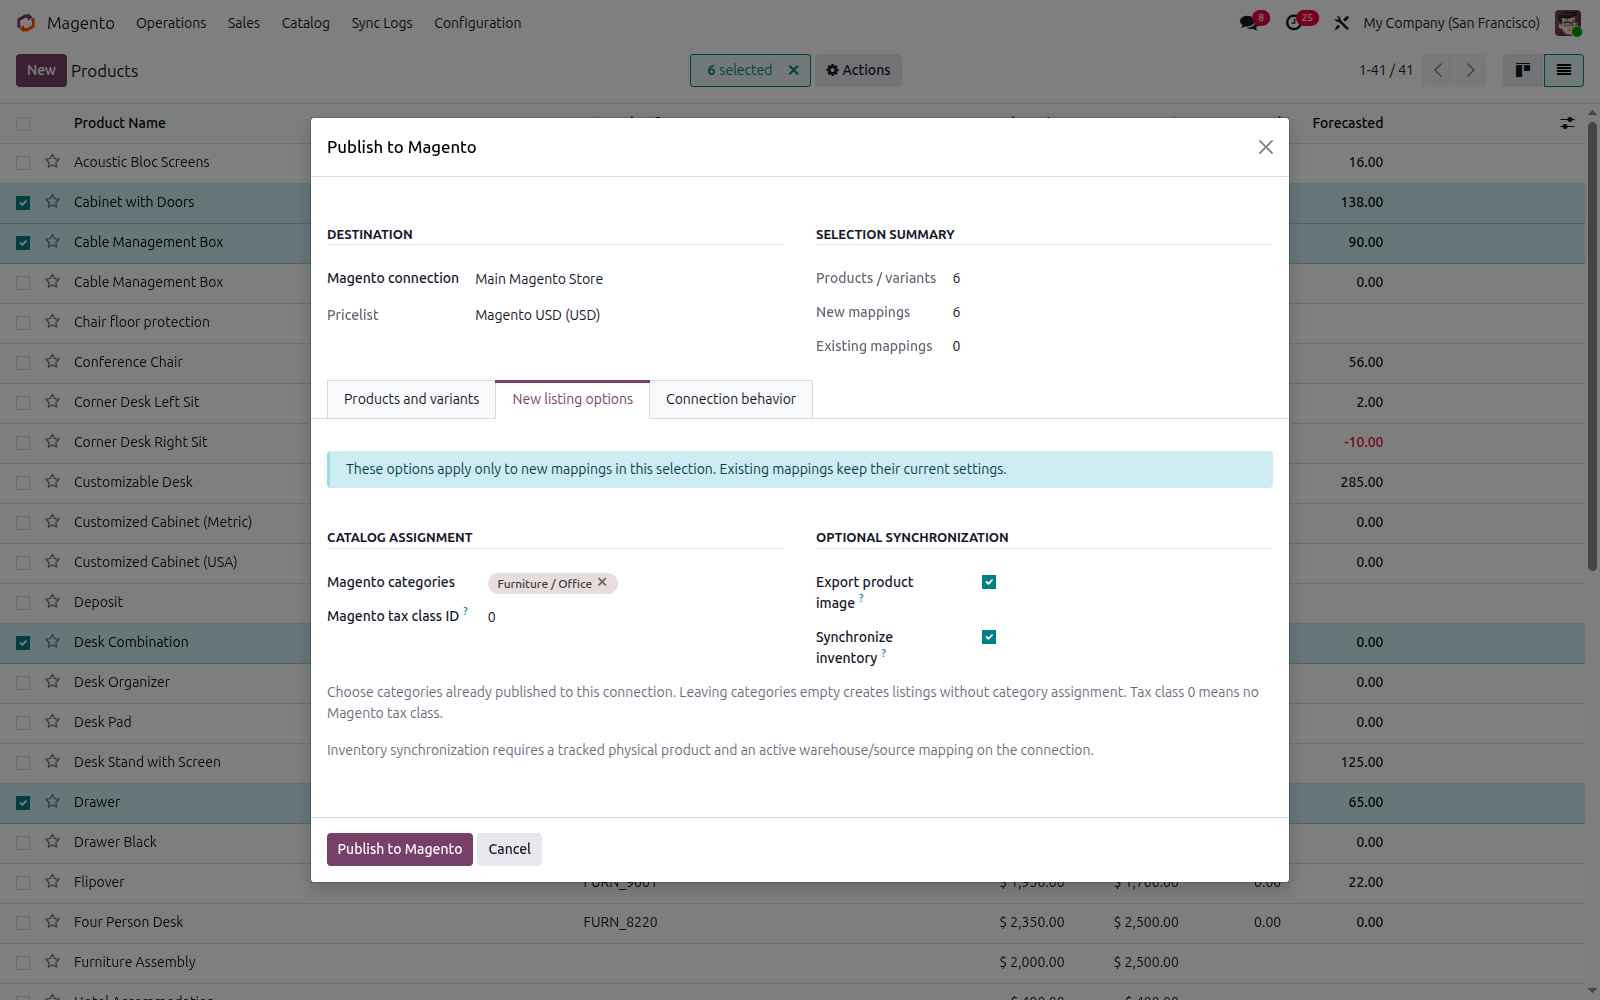 Magento Operations Sales Catalog Sync Logs Configuration 8 25 My Company (San Francisco)
New Products 6 selected Actions 1-41 / 41
Product Name Forecasted
Acoustic Bloc Screens 16.00
Cabinet with Doors 138.00
Cable Management Box 90.00
Cable Management Box 0.00
Chair floor protection
Conference Chair 56.00
Corner Desk Left Sit 2.00
Corner Desk Right Sit -10.00
Customizable Desk 285.00
Customized Cabinet (Metric) 0.00
Customized Cabinet (USA) 0.00
Deposit
Desk Combination 0.00
Desk Organizer 0.00
Desk Pad 0.00
Desk Stand with Screen 125.00
Drawer 65.00
Drawer Black 0.00
Flipover FURN_9001 $ 1,950.00 $ 1,700.00 0.00 22.00
Four Person Desk FURN_8220 $ 2,350.00 $ 2,500.00 0.00 0.00
Furniture Assembly $ 2,000.00 $ 2,500.00
Publish to Magento
DESTINATION
Magento connection Main Magento Store
Pricelist Magento USD (USD)
SELECTION SUMMARY
Products / variants 6
New mappings 6
Existing mappings 0
Products and variants New listing options Connection behavior
These options apply only to new mappings in this selection. Existing mappings keep their current settings.
CATALOG ASSIGNMENT
Magento categories Furniture / Office
Magento tax class ID ? 0
OPTIONAL SYNCHRONIZATION
Export product
image ?
Synchronize
inventory ?
Choose categories already published to this connection. Leaving categories empty creates listings without category assignment. Tax class 0 means no
Magento tax class.
Inventory synchronization requires a tracked physical product and an active warehouse/source mapping on the connection.
Publish to Magento Cancel